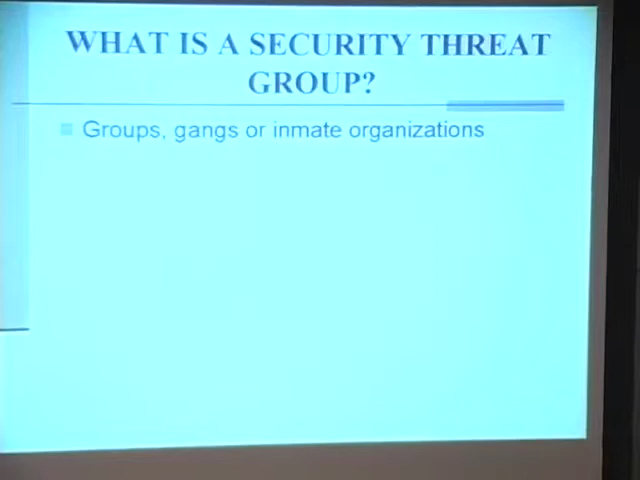 WHAT IS A SECURITY THREAT
GROUP?
Groups, gangs or inmate organizations